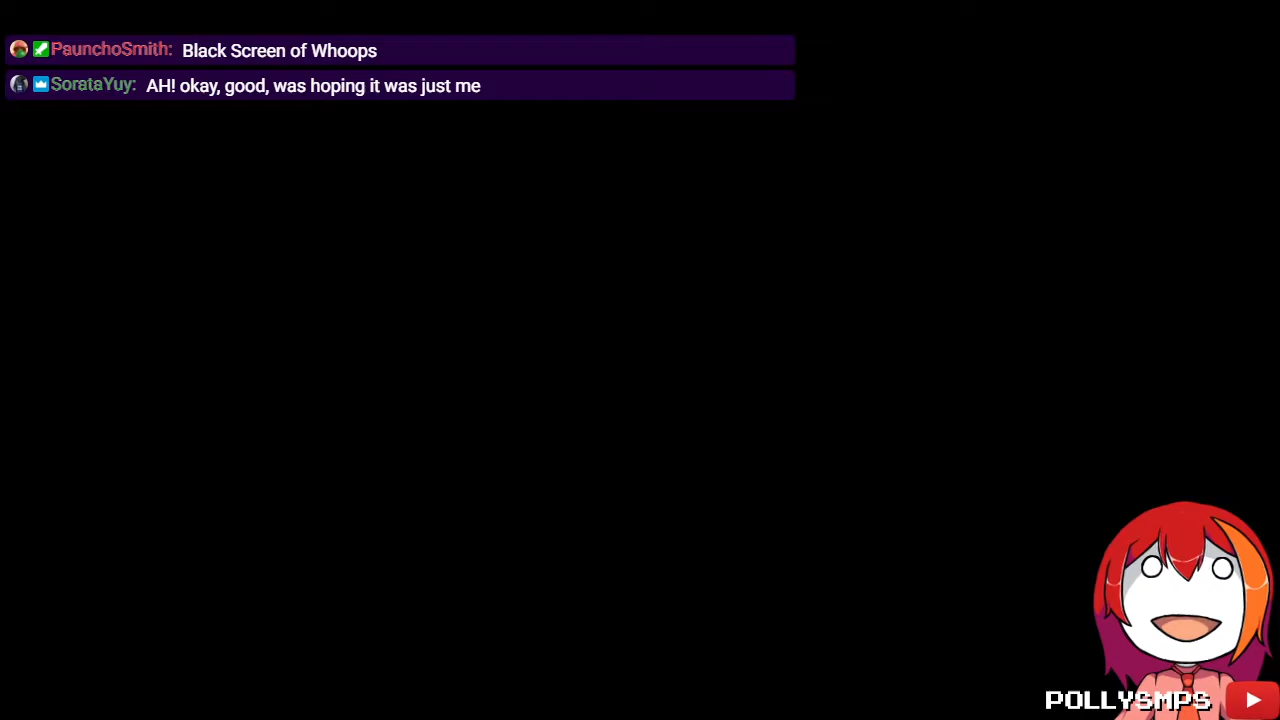 PaunchoSmith: Black Screen of Whoops
SorataYuy: AH! okay, good, was hoping it was just me
POLLYSMPS